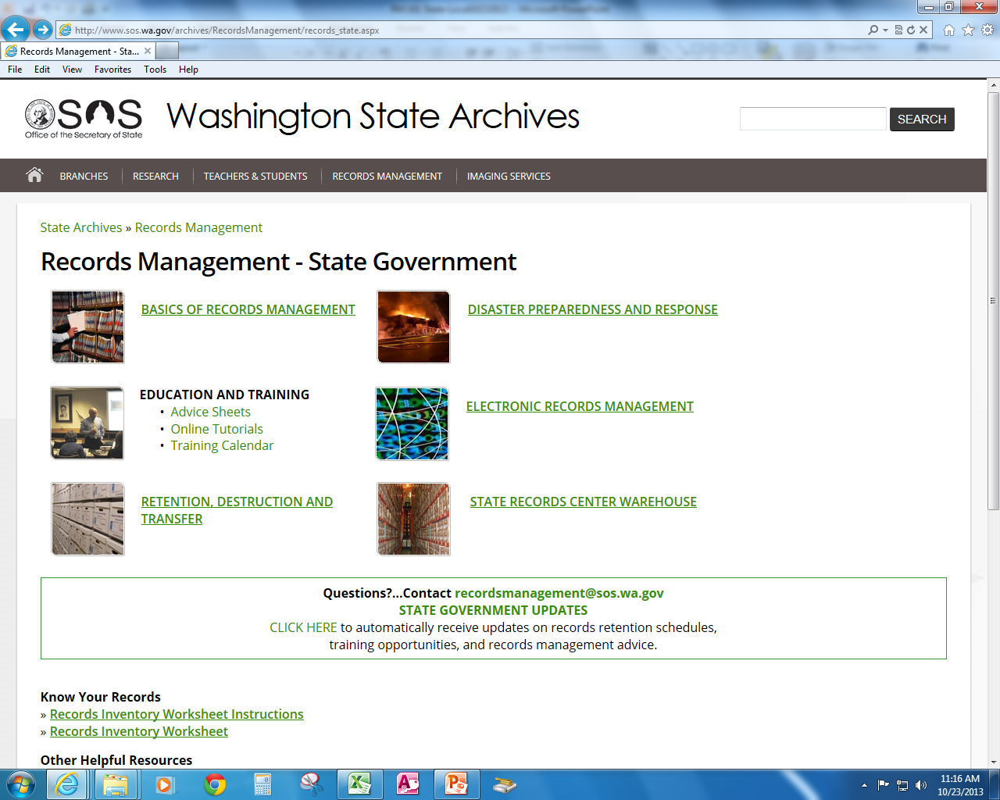 http://www.sos.wa.gov/archives/RecordsManagement/records_state.aspx
Records Management - Sta...
File Edit View Favorites Tools Help
SOS
Office of the Secretary of State
Washington State Archives
SEARCH
BRANCHES RESEARCH TEACHERS & STUDENTS RECORDS MANAGEMENT IMAGING SERVICES
State Archives » Records Management
Records Management - State Government
BASICS OF RECORDS MANAGEMENT
DISASTER PREPAREDNESS AND RESPONSE
EDUCATION AND TRAINING
• Advice Sheets
• Online Tutorials
• Training Calendar
ELECTRONIC RECORDS MANAGEMENT
RETENTION, DESTRUCTION AND
TRANSFER
STATE RECORDS CENTER WAREHOUSE
Questions?...Contact recordsmanagement@sos.wa.gov
STATE GOVERNMENT UPDATES
CLICK HERE to automatically receive updates on records retention schedules,
training opportunities, and records management advice.
Know Your Records
» Records Inventory Worksheet Instructions
» Records Inventory Worksheet
Other Helpful Resources
11:16 AM
10/23/2013